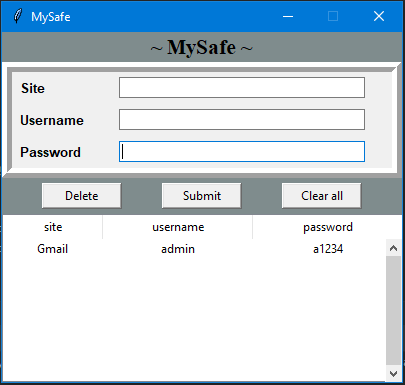 MySafe
~ MySafe ~
Site
Username
Password
Delete Submit Clear all
site username password
Gmail admin a1234